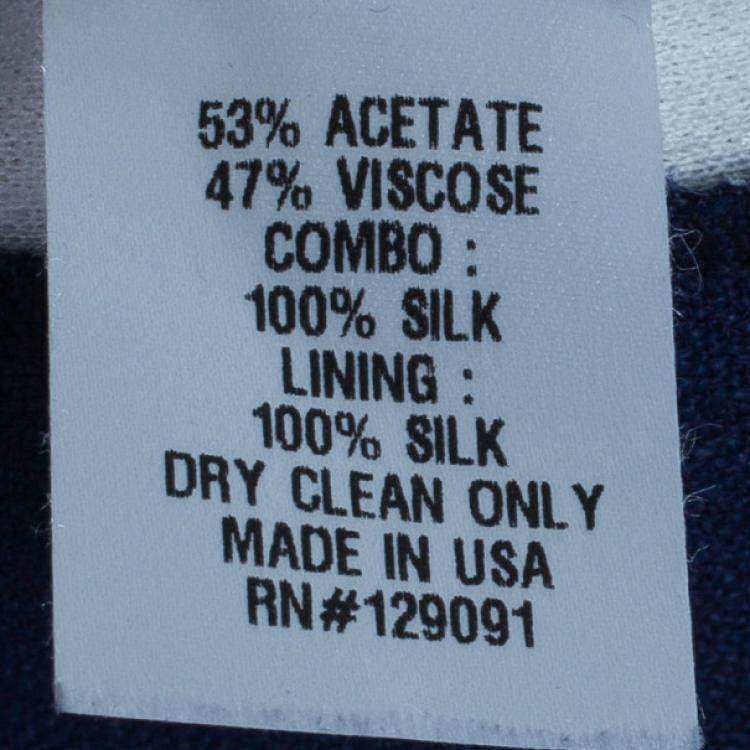 53% ACETATE
47% VISCOSE
COMBO :
100% SILK
LINING :
100% SILK
DRY CLEAN ONLY
MADE IN USA
RN#129091